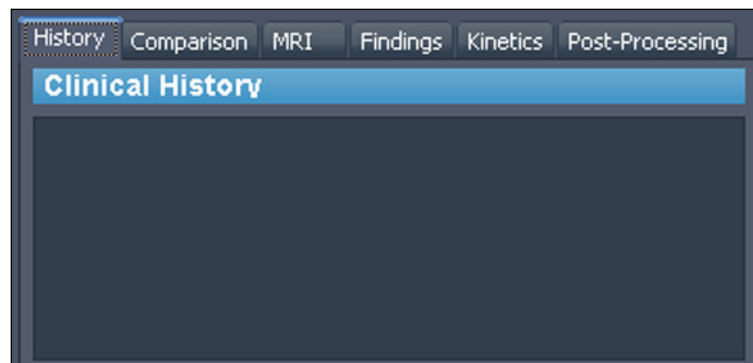 History Comparison MRI Findings Kinetics Post-Processing
Clinical History